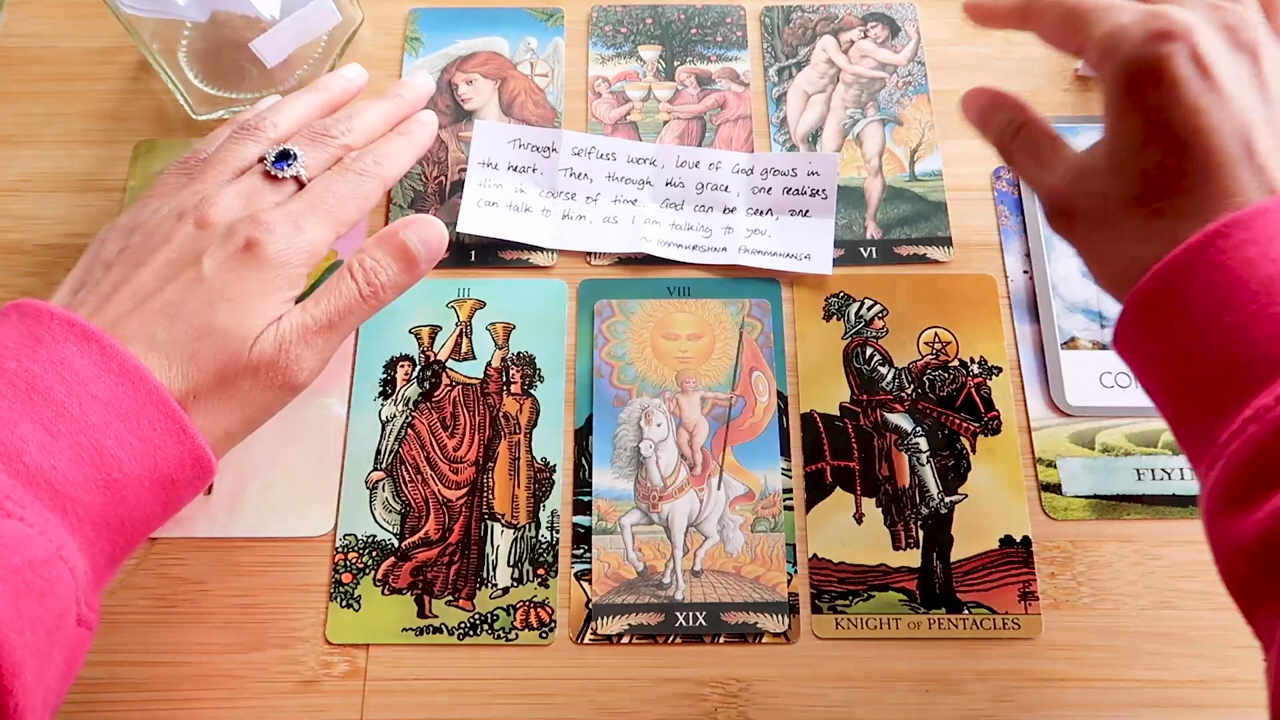 Through selfless work, love of God grows in
the heart. Then, through His grace, one realises
Him in course of time. God can be seen, one
can talk to Him, as I am talking to you.
~ RAMAKRISHNA PARAMAHANSA
1
VI
III
VIII
XIX
KNIGHT OF PENTACLES